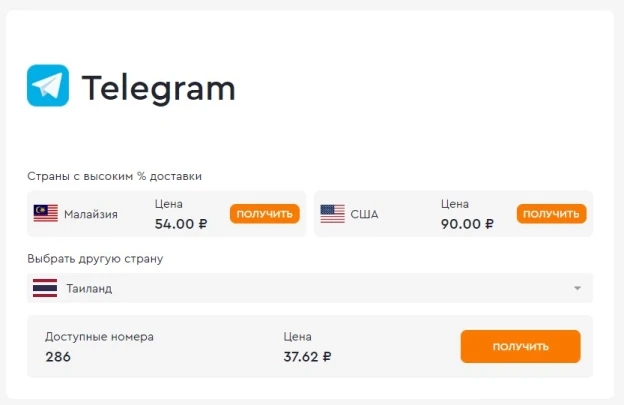 Telegram
Страны с высоким % доставки
Малайзия
Цена
54.00 ₽
ПОЛУЧИТЬ
США
Цена
90.00 ₽
ПОЛУЧИТЬ
Выбрать другую страну
Таиланд
Доступные номера
286
Цена
37.62 ₽
ПОЛУЧИТЬ